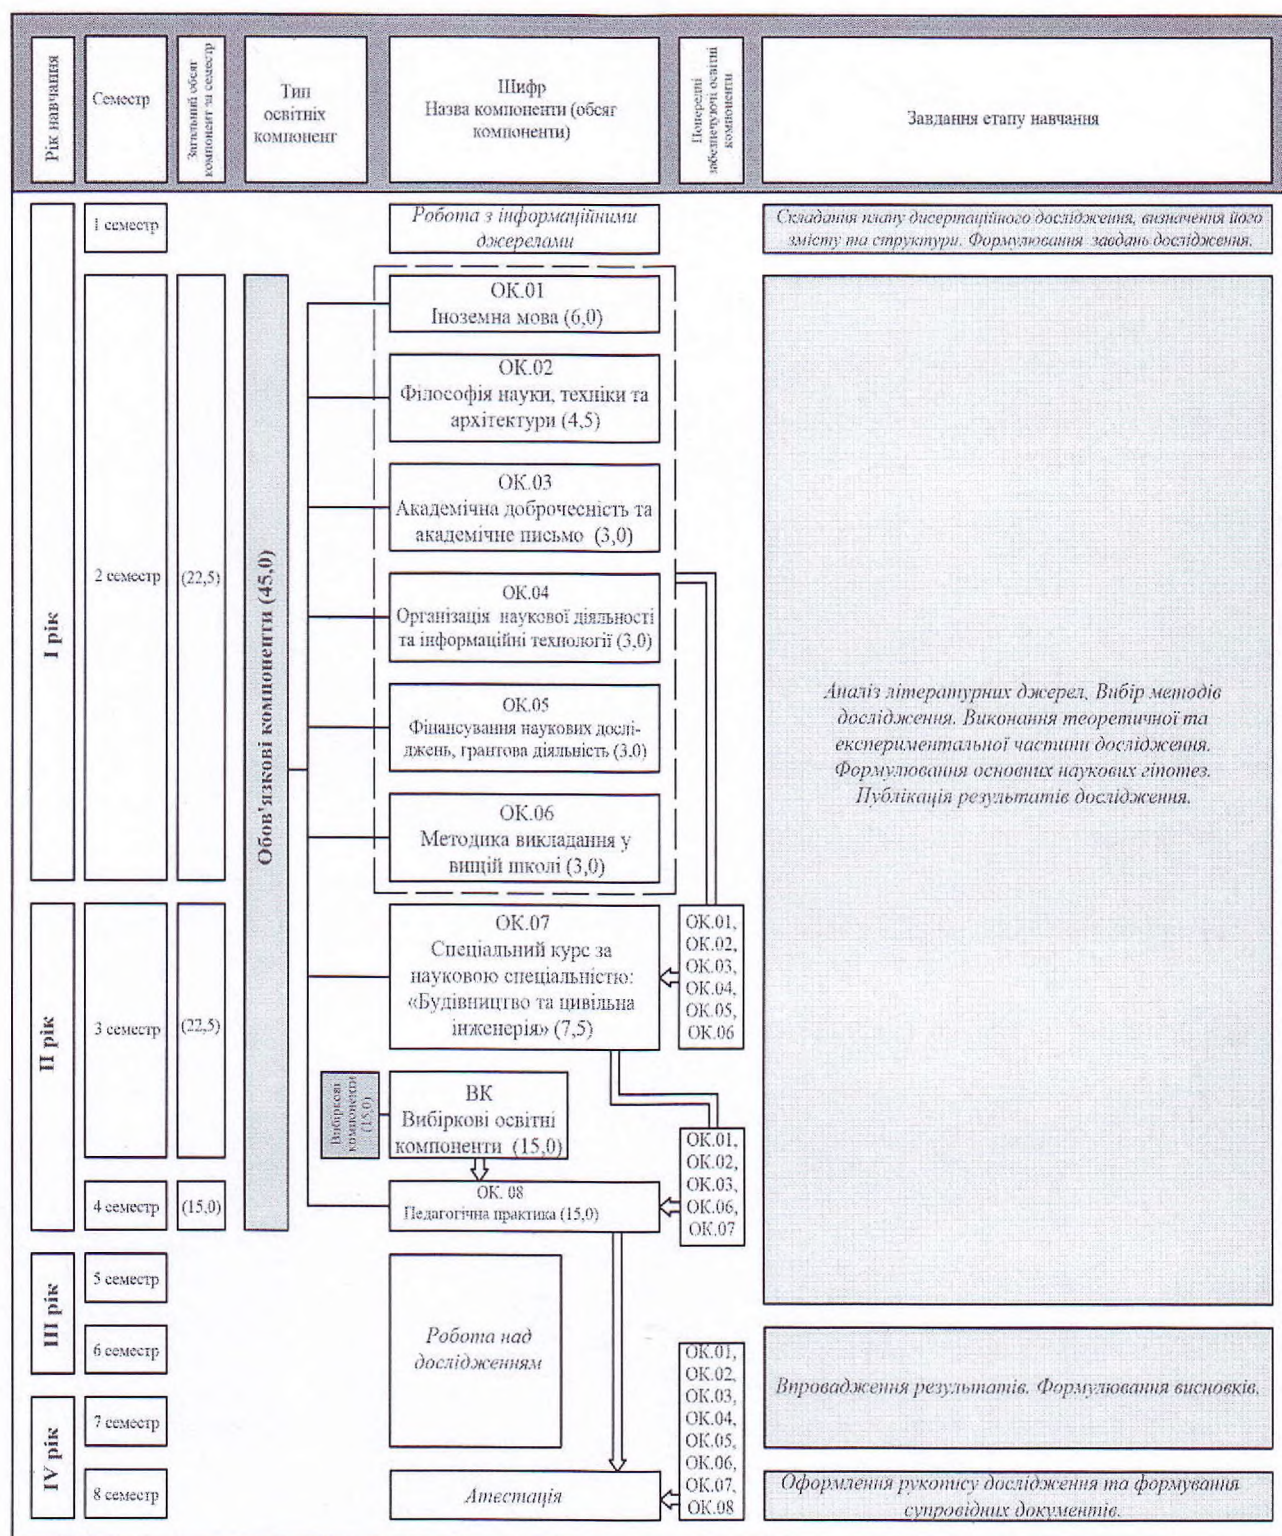 Рік навчання
Семестр
Загальний обсяг
компонент за семестр
Тип
освітніх
компонент
Шифр
Назва компоненти (обсяг
компоненти)
Попередні
забезпечуючі освітні
компоненти
Завдання етапу навчання
І рік
1 семестр
Робота з інформаційними
джерелами
Складання плану дисертаційного дослідження, визначення його
змісту та структури. Формулювання завдань дослідження.
2 семестр
(22,5)
Обов'язкові компоненти (45,0)
ОК.01
Іноземна мова (6,0)
ОК.02
Філософія науки, техніки та
архітектури (4,5)
ОК.03
Академічна доброчесність та
академічне письмо (3,0)
ОК.04
Організація наукової діяльності
та інформаційні технології (3,0)
ОК.05
Фінансування наукових дослі-
джень, грантова діяльність (3.0)
ОК.06
Методика викладання у
вищій школі (3,0)
Аналіз літературних джерел, Вибір методів
дослідження. Виконання теоретичної та
експериментальної частини дослідження.
Формулювання основних наукових гіпотез.
Публікація результатів дослідження.
ІІ рік
3 семестр
(22,5)
ОК.07
Спеціальний курс за
науковою спеціальністю:
«Будівництво та цивільна
інженерія» (7,5)
ОК.01,
ОК.02,
ОК.03,
ОК.04,
ОК.05,
ОК.06
Вибіркові
компоненти
(15,0)
ВК
Вибіркові освітні
компоненти (15,0)
ОК.01,
ОК.02,
ОК.03,
ОК.06,
ОК.07
4 семестр
(15,0)
ОК. 08
Педагогічна практика (15,0)
ІІІ рік
5 семестр
6 семестр
Робота над
дослідженням
ОК.01,
ОК.02,
ОК.03,
ОК.04,
ОК.05,
ОК.06,
ОК.07,
ОК.08
Впровадження результатів. Формулювання висновків.
IV рік
7 семестр
8 семестр
Атестація
Оформлення рукопису дослідження та формування
супровідних документів.